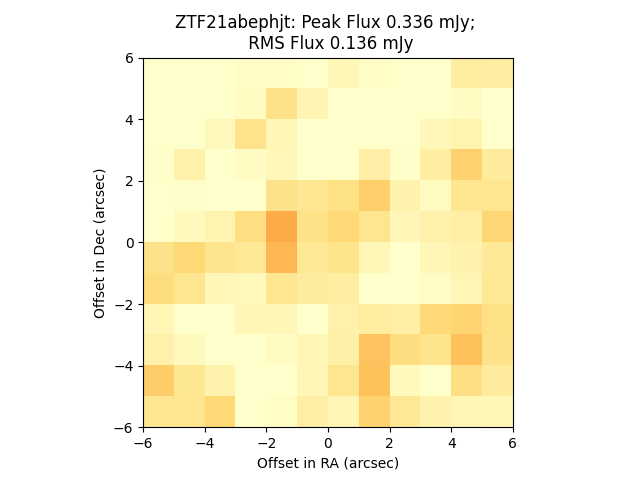 ZTF21abephjt: Peak Flux 0.336 mJy;
RMS Flux 0.136 mJy
6
4
2
0
−2
−4
−6
Offset in Dec (arcsec)
−6 −4 −2 0 2 4 6
Offset in RA (arcsec)